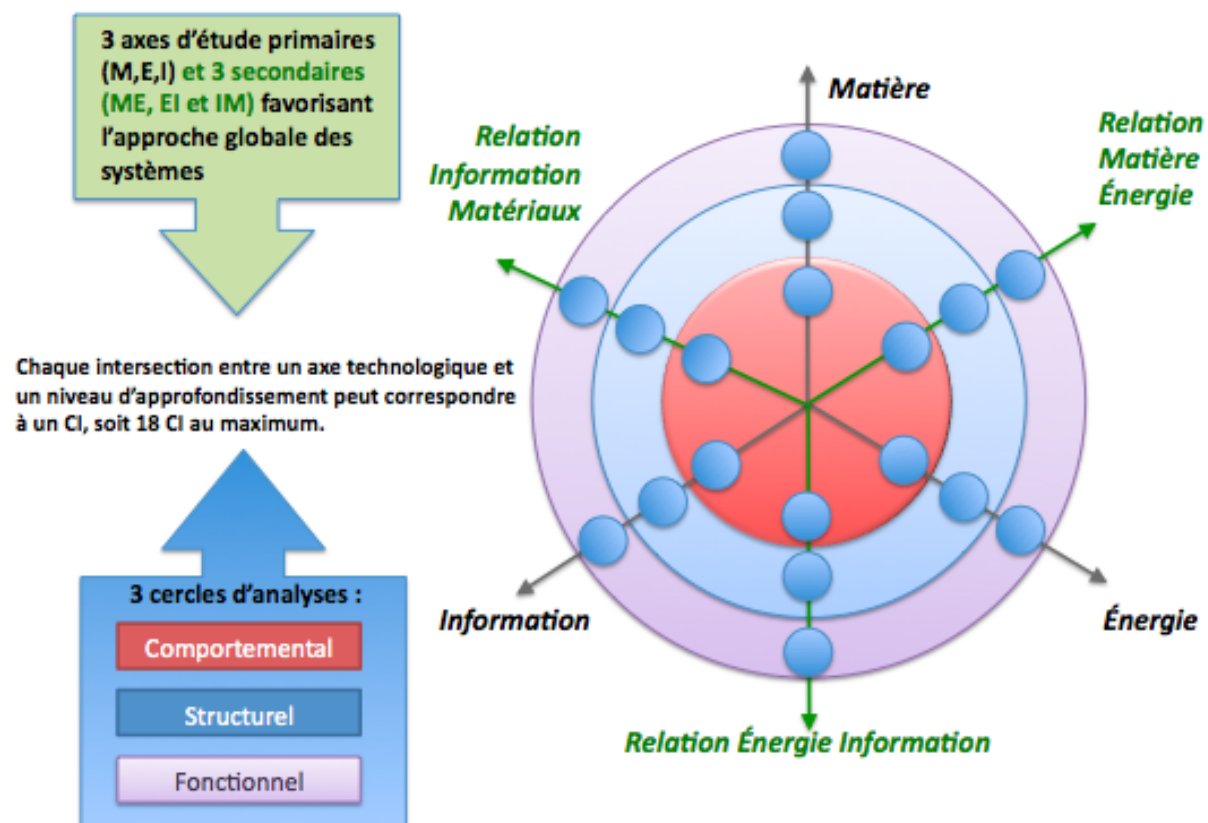 3 axes d’étude primaires
(M,E,I) et 3 secondaires
(ME, EI et IM) favorisant
l’approche globale des
systèmes
Chaque intersection entre un axe technologique et
un niveau d’approfondissement peut correspondre
à un CI, soit 18 CI au maximum.
3 cercles d’analyses :
Comportemental
Structurel
Fonctionnel
Matière
Relation
Matière
Énergie
Relation
Information
Matériaux
Information
Énergie
Relation Énergie Information